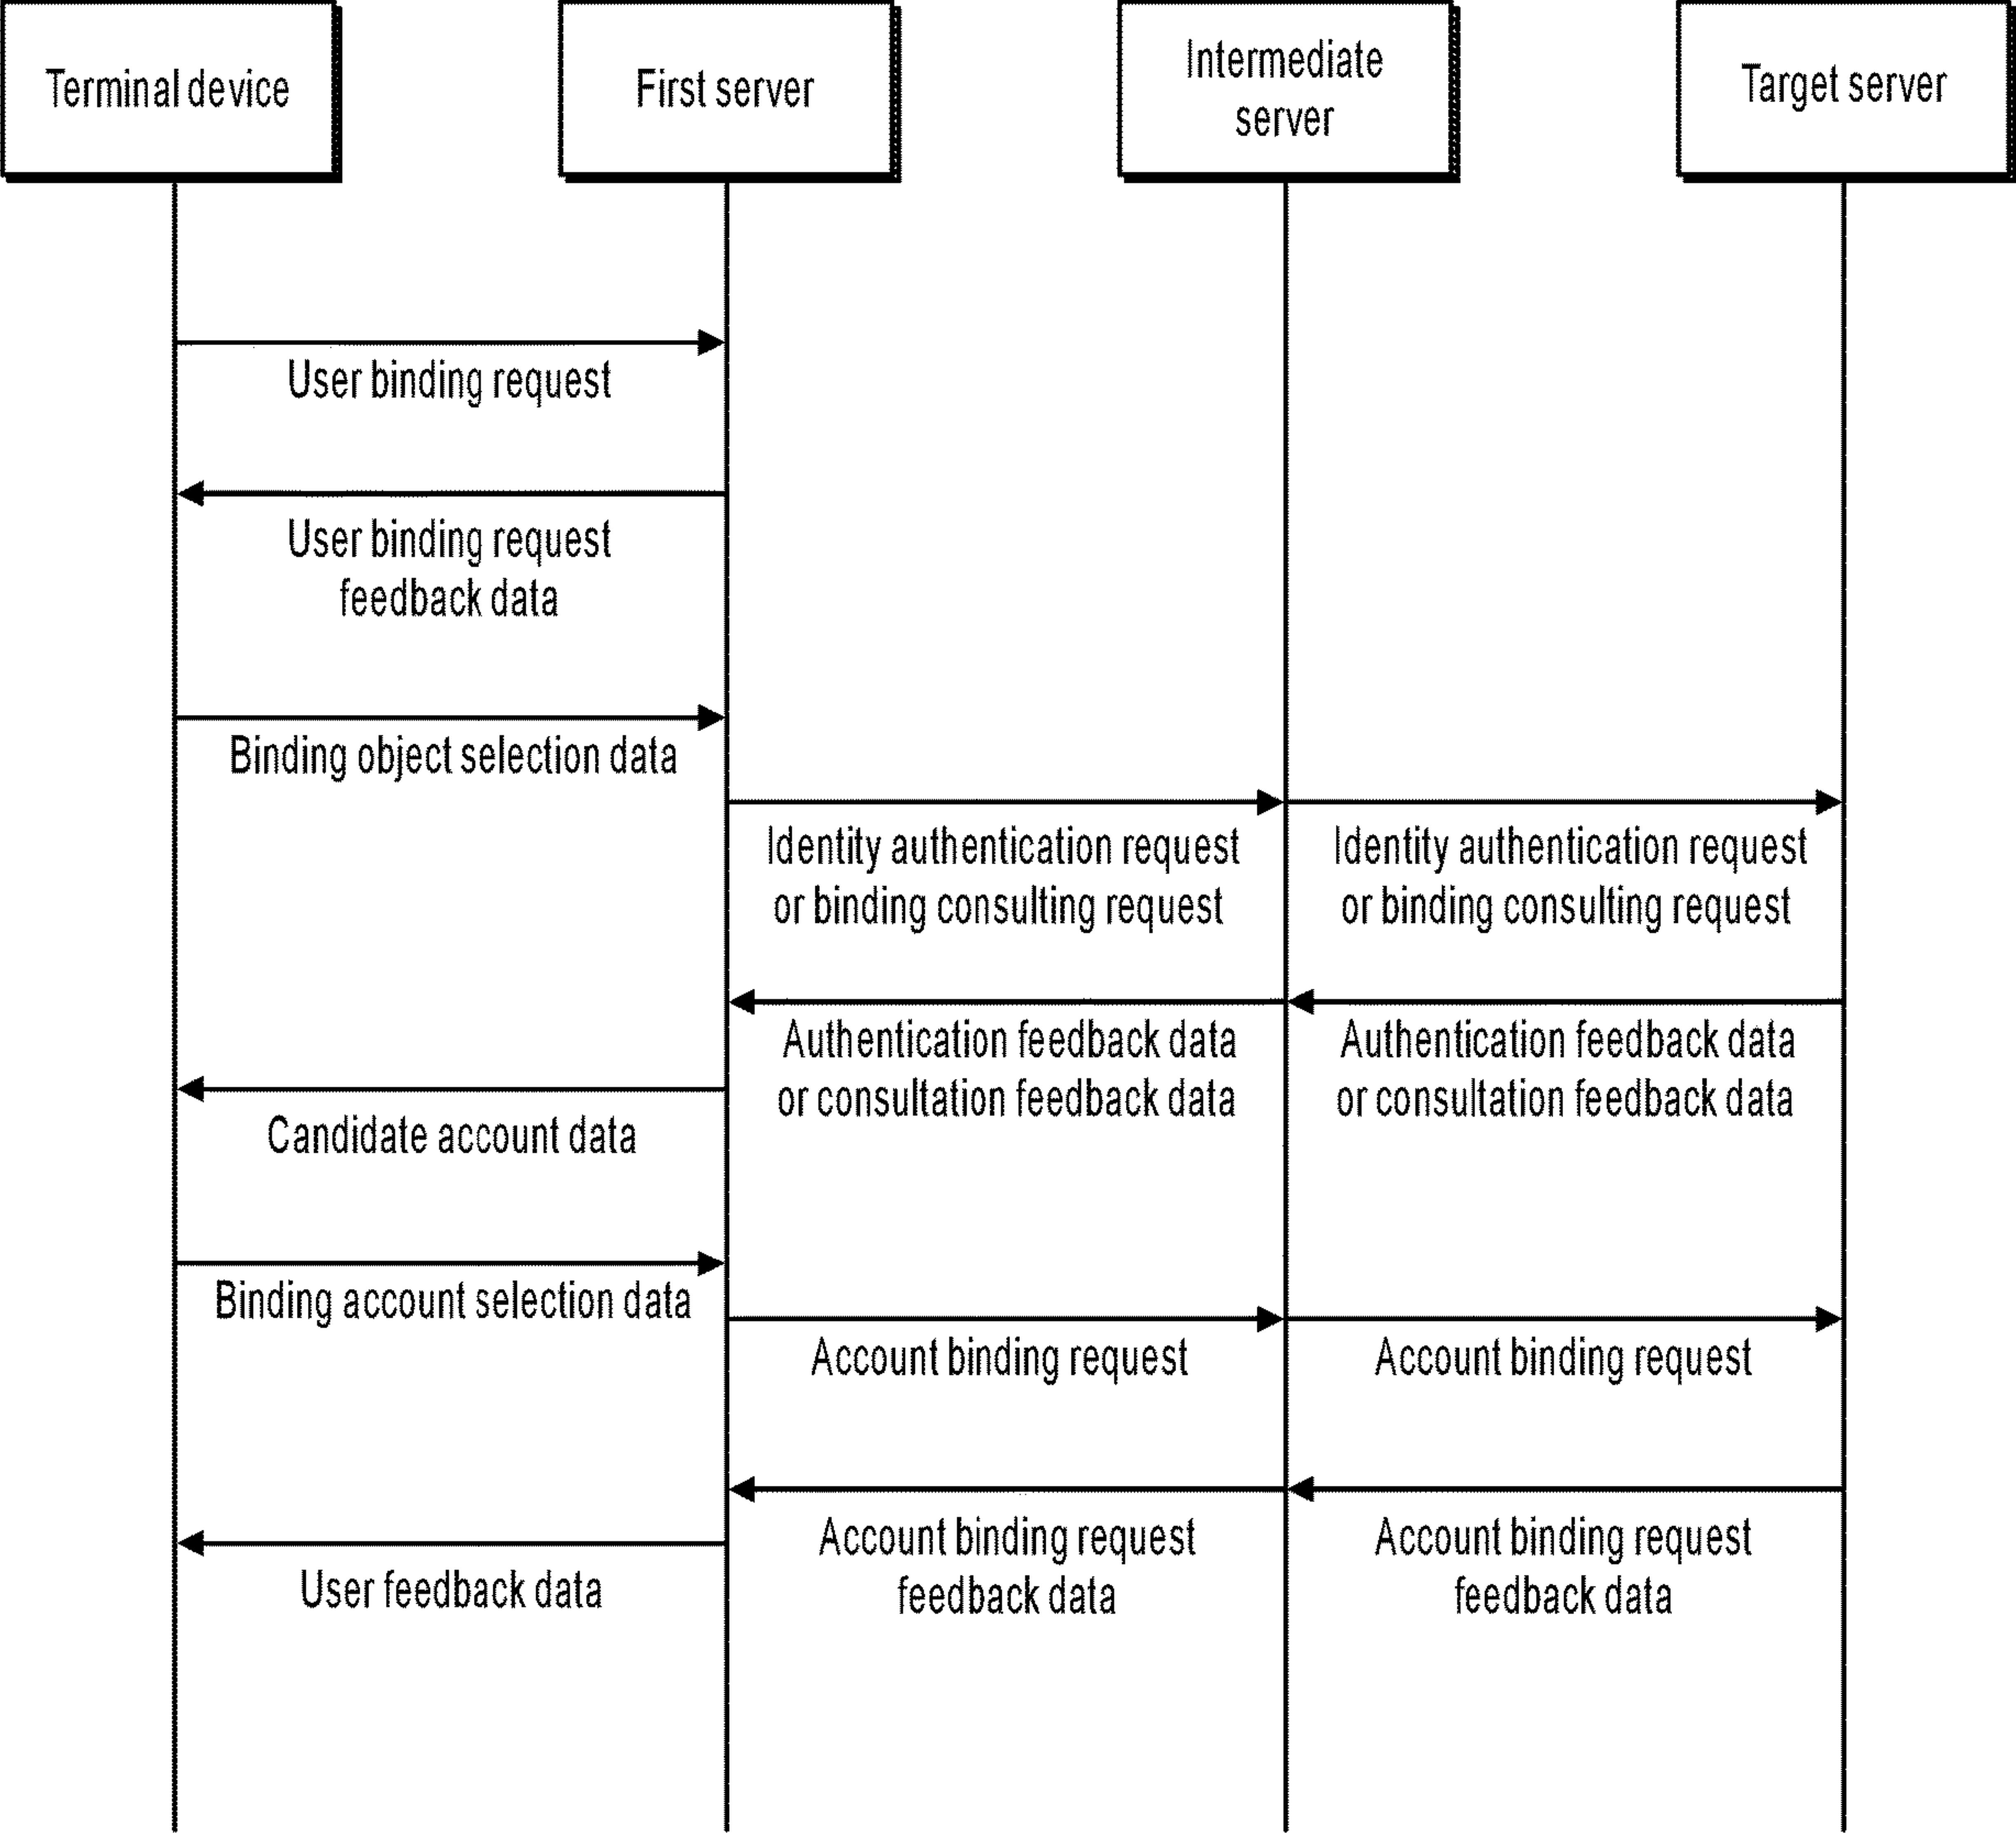 Terminal device
First server
Intermediate
server
Target server
User binding request
User binding request
feedback data
Binding object selection data
Identity authentication request
or binding consulting request
Identity authentication request
or binding consulting request
Authentication feedback data
or consultation feedback data
Authentication feedback data
or consultation feedback data
Candidate account data
Binding account selection data
Account binding request
Account binding request
Account binding request
feedback data
Account binding request
feedback data
User feedback data